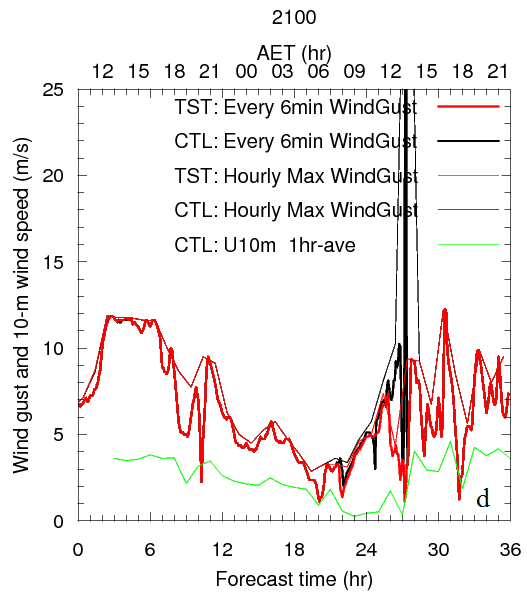 2100
AET (hr)
12 15 18 21 00 03 06 09 12 15 18 21
25
TST: Every 6min WindGust
CTL: Every 6min WindGust
20
TST: Hourly Max WindGust
CTL: Hourly Max WindGust
CTL: U10m 1hr-ave
15
10
5
0
Wind gust and 10-m wind speed (m/s)
d
0 6 12 18 24 30 36
Forecast time (hr)